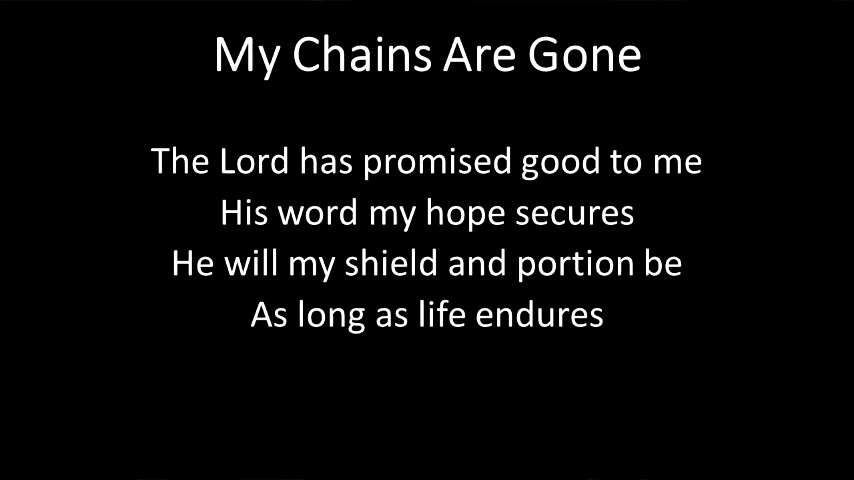 My Chains Are Gone
The Lord has promised good to me
His word my hope secures
He will my shield and portion be
As long as life endures